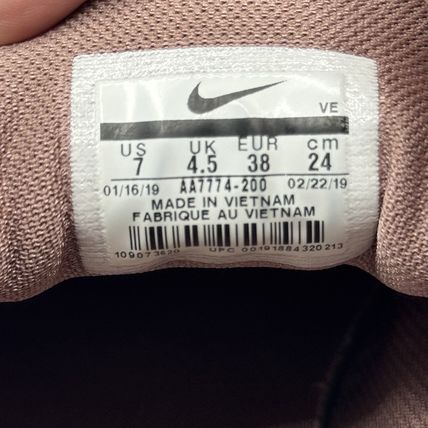 VE
US UK EUR cm
7 4.5 38 24
01/16/19 AA7774-200 02/22/19
MADE IN VIETNAM
FABRIQUE AU VIETNAM
UPC 00191884320213